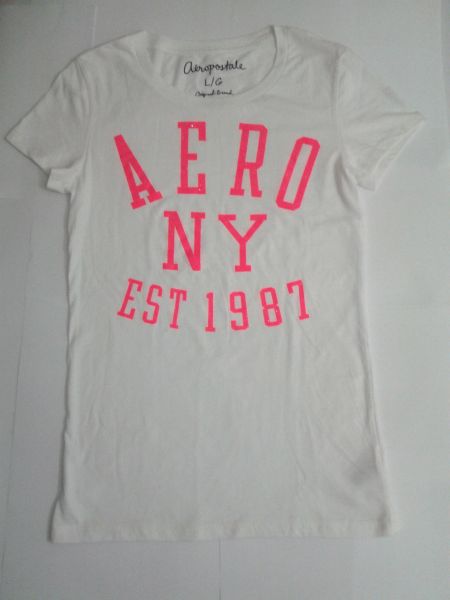 Aeropostale
L/G
AERO
NY
EST 1987